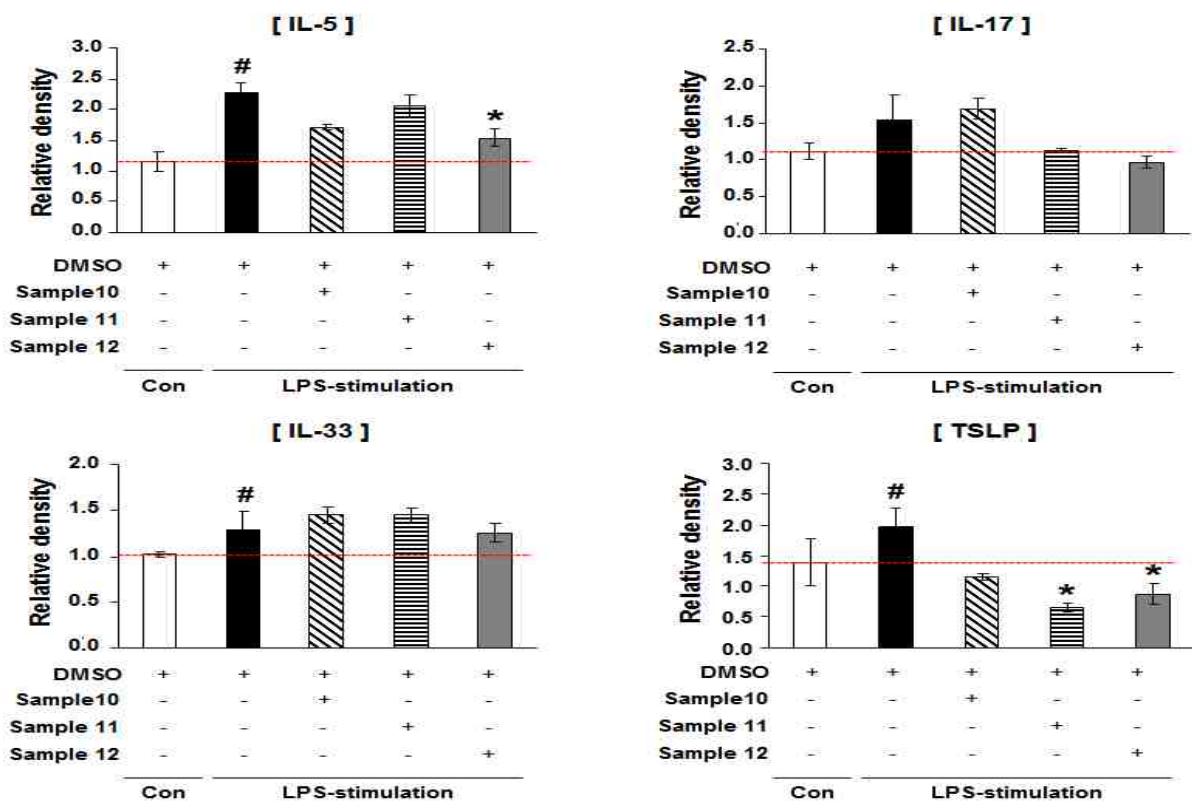 [ IL-5 ]
Relative density
3.0
2.5
2.0
1.5
1.0
0.5
0.0
#
*
DMSO + + + + +
Sample10 - - + - -
Sample 11 - - - + -
Sample 12 - - - - +
Con LPS-stimulation
[ IL-17 ]
Relative density
2.5
2.0
1.5
1.0
0.5
0.0
DMSO + + + + +
Sample10 - - + - -
Sample 11 - - - + -
Sample 12 - - - - +
Con LPS-stimulation
[ IL-33 ]
Relative density
2.0
1.5
1.0
0.5
0.0
#
DMSO + + + + +
Sample10 - - + - -
Sample 11 - - - + -
Sample 12 - - - - +
Con LPS-stimulation
[ TSLP ]
Relative density
3.0
2.5
2.0
1.5
1.0
0.5
0.0
#
*
*
DMSO + + + + +
Sample10 - - + - -
Sample 11 - - - + -
Sample 12 - - - - +
Con LPS-stimulation